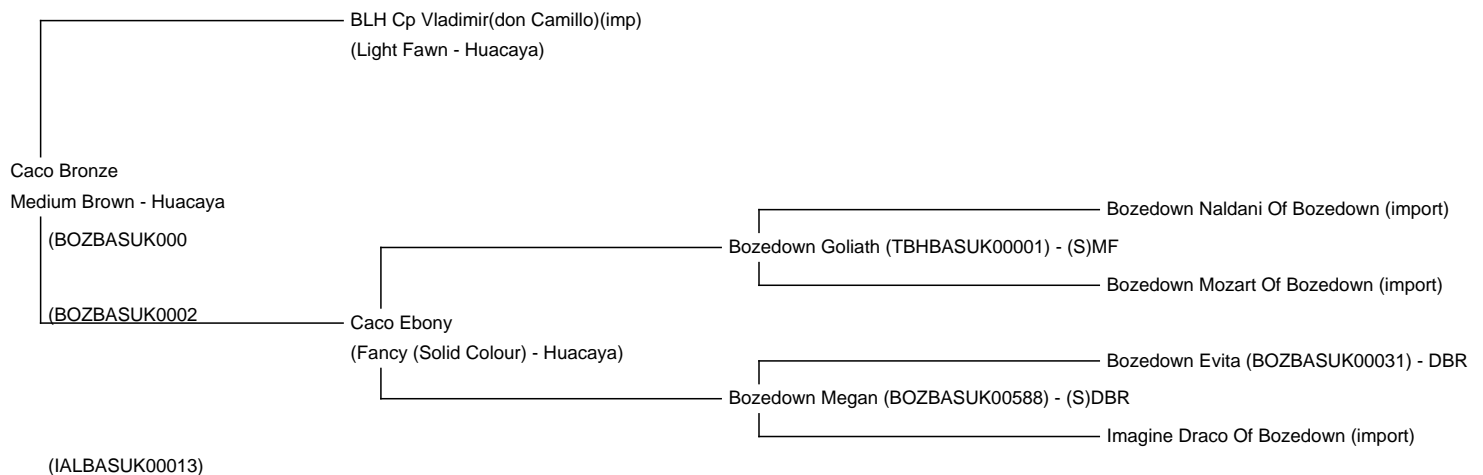 BLH Cp Vladimir(don Camillo)(imp)
(Light Fawn - Huacaya)
Caco Bronze
Medium Brown - Huacaya
Bozedown Naldani Of Bozedown (import)
(BOZBASUK000
Bozedown Goliath (TBHBASUK00001) - (S)MF
Bozedown Mozart Of Bozedown (import)
(BOZBASUK0002
Caco Ebony
(Fancy (Solid Colour) - Huacaya)
Bozedown Evita (BOZBASUK00031) - DBR
Bozedown Megan (BOZBASUK00588) - (S)DBR
Imagine Draco Of Bozedown (import)
(IALBASUK00013)